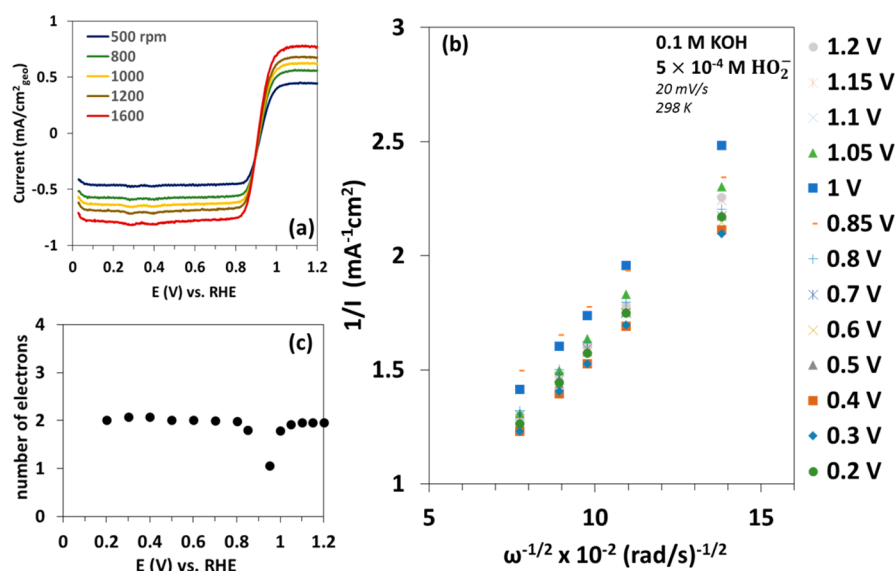 (a)
500 rpm
800
1000
1200
1600
Current (mA/cm²geo)
1
0.5
0
-0.5
-1
0 0.2 0.4 0.6 0.8 1 1.2
E (V) vs. RHE
(b)
0.1 M KOH
5 × 10⁻⁴ M HO₂⁻
20 mV/s
298 K
1/I (mA⁻¹cm²)
3
2.5
2
1.5
1
5 10 15
ω⁻¹/² x 10⁻² (rad/s)⁻¹/²
1.2 V
1.15 V
1.1 V
1.05 V
1 V
0.85 V
0.8 V
0.7 V
0.6 V
0.5 V
0.4 V
0.3 V
0.2 V
(c)
number of electrons
4
3
2
1
0
0 0.2 0.4 0.6 0.8 1 1.2
E (V) vs. RHE